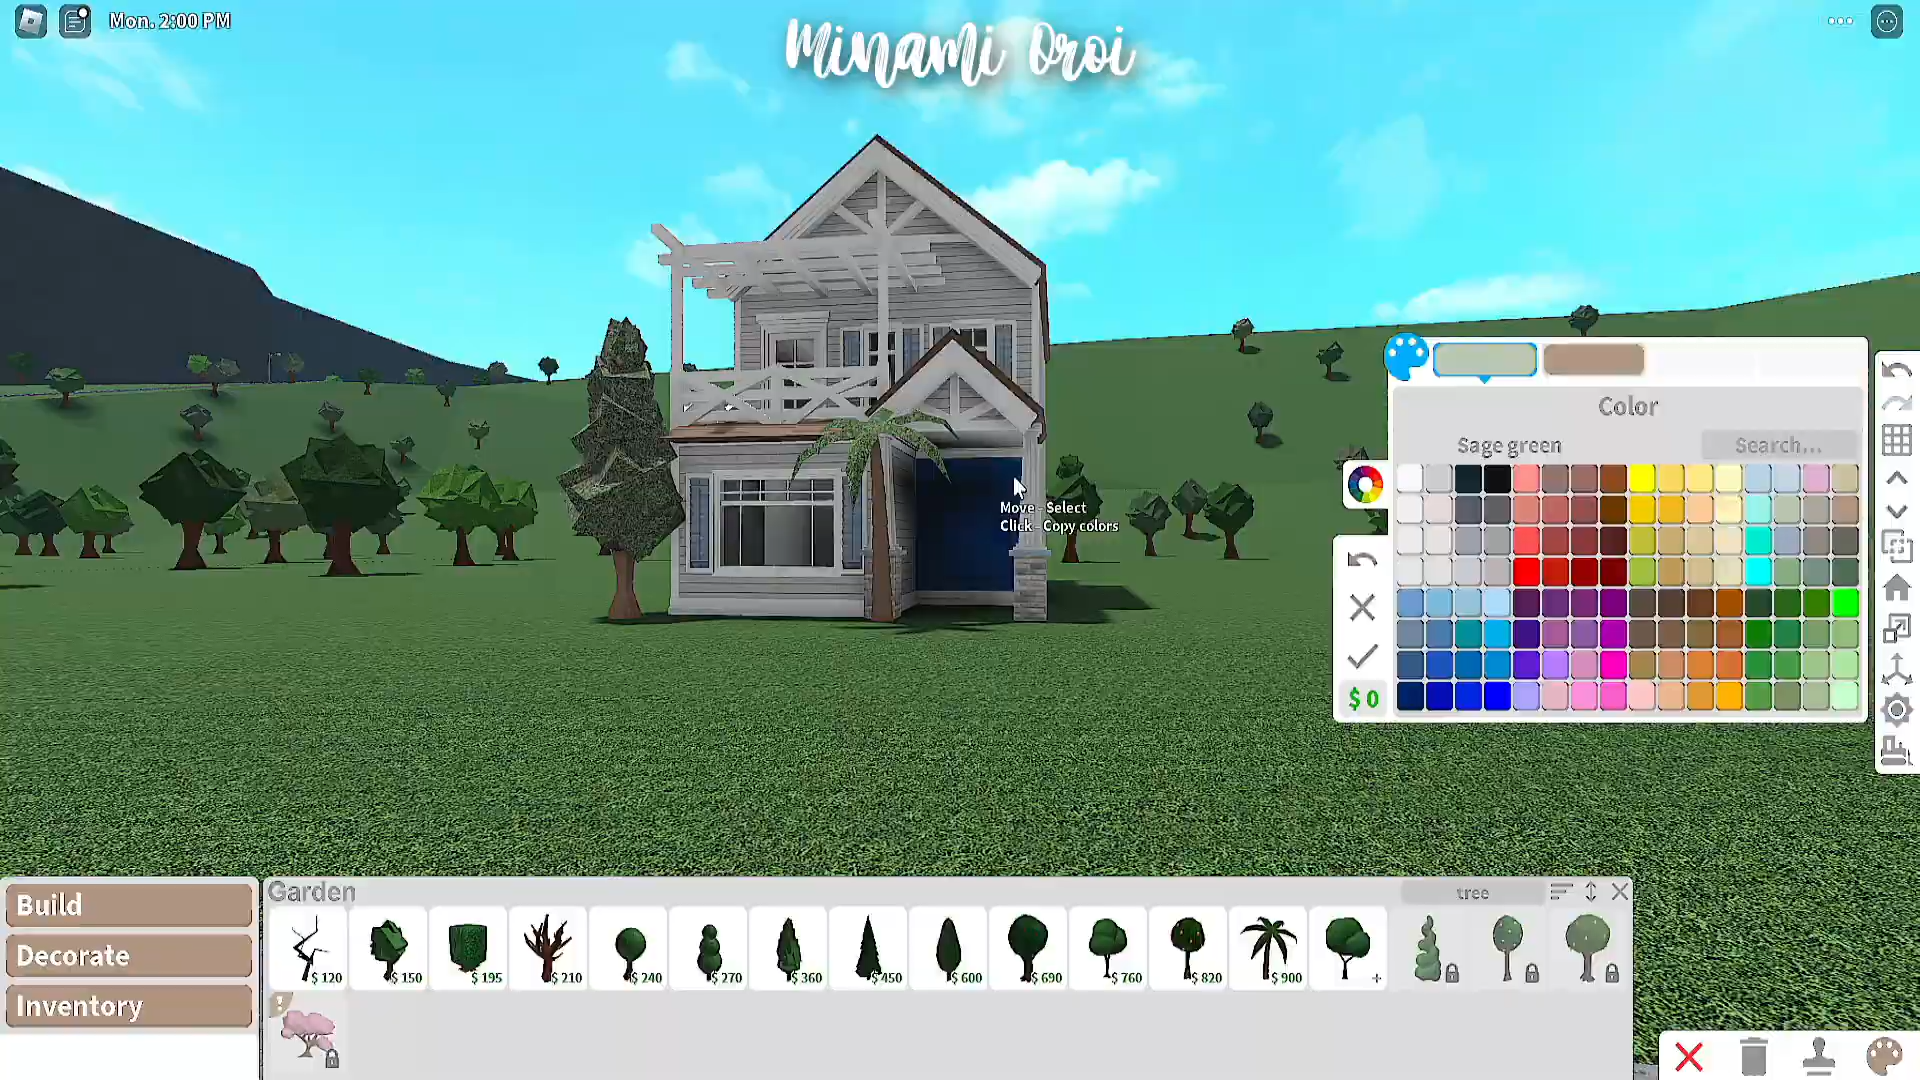 Mon. 2:00 PM
Minami Oroi
Color
Sage green
Search...
Move - Select
Click - Copy colors
$ 0
Build
Decorate
Inventory
Garden
tree
$ 120
$ 150
$ 195
$ 210
$ 240
$ 270
$ 360
$ 450
$ 600
$ 690
$ 760
$ 820
$ 900
+